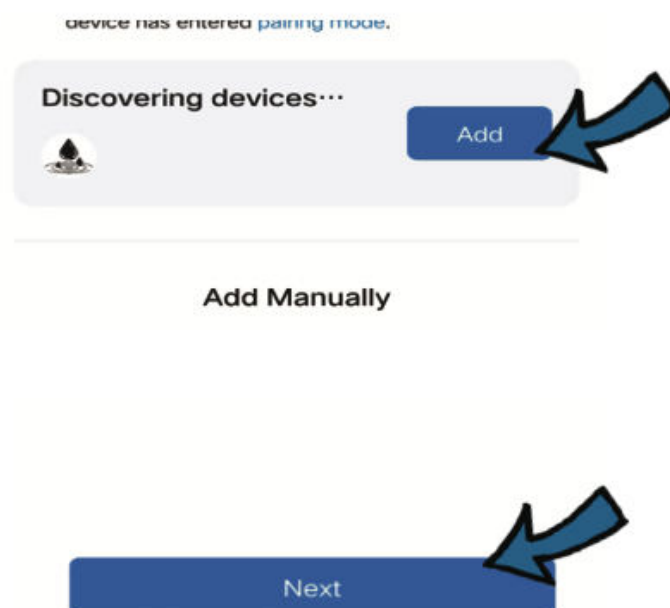 device has entered pairing mode.
Discovering devices···
Add
Add Manually
Next